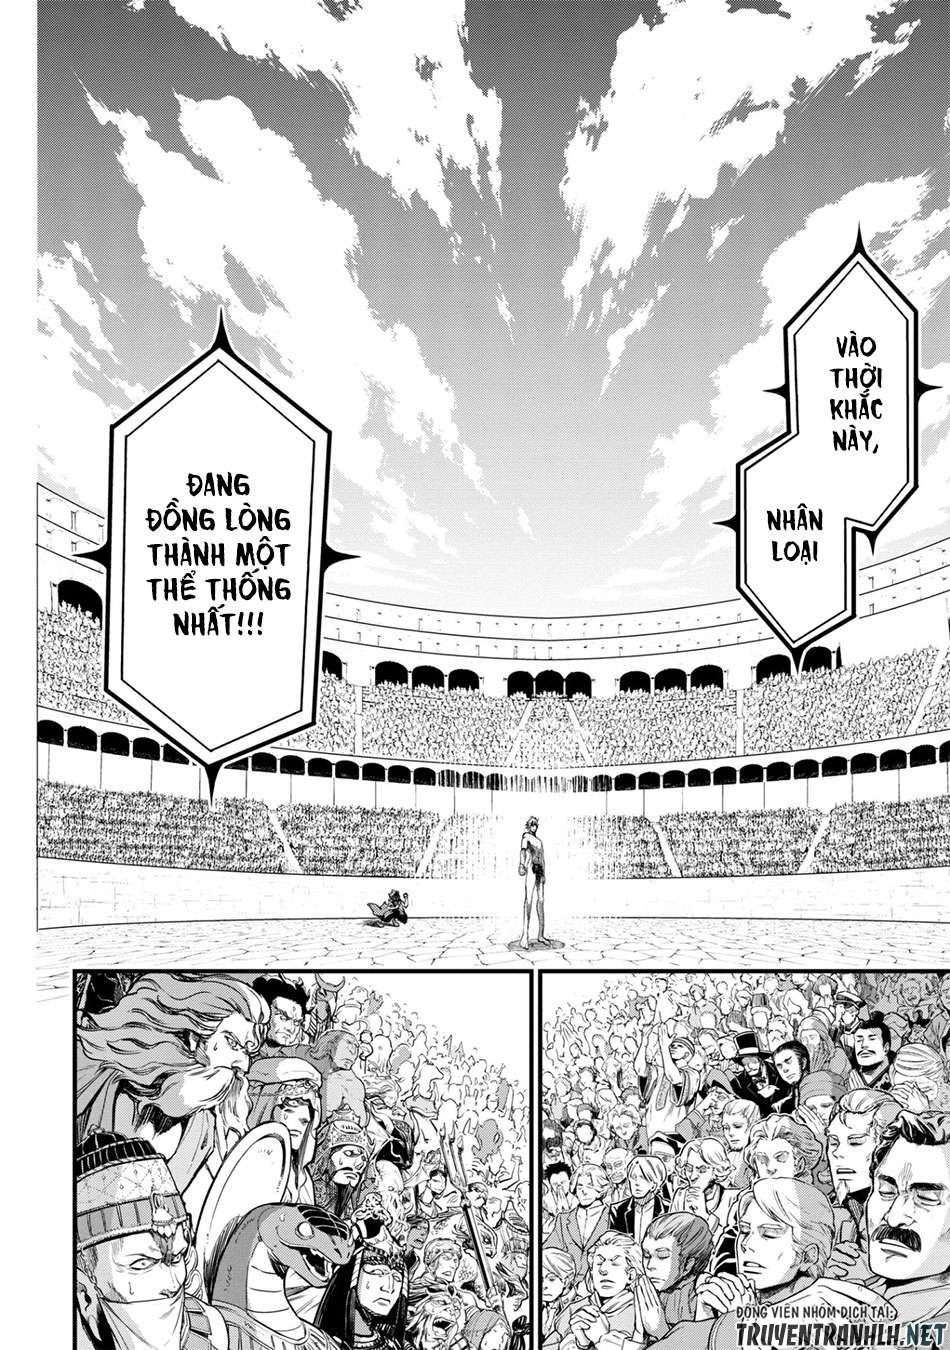 VÀO
THỜI
KHẮC
NÀY,
NHÂN
LOẠI
ĐANG
ĐỒNG LÒNG
THÀNH MỘT
THỂ THỐNG
NHẤT!!!
ĐỘNG VIÊN NHÓM DỊCH TẠI:
TRUYENTRANHLH.NET